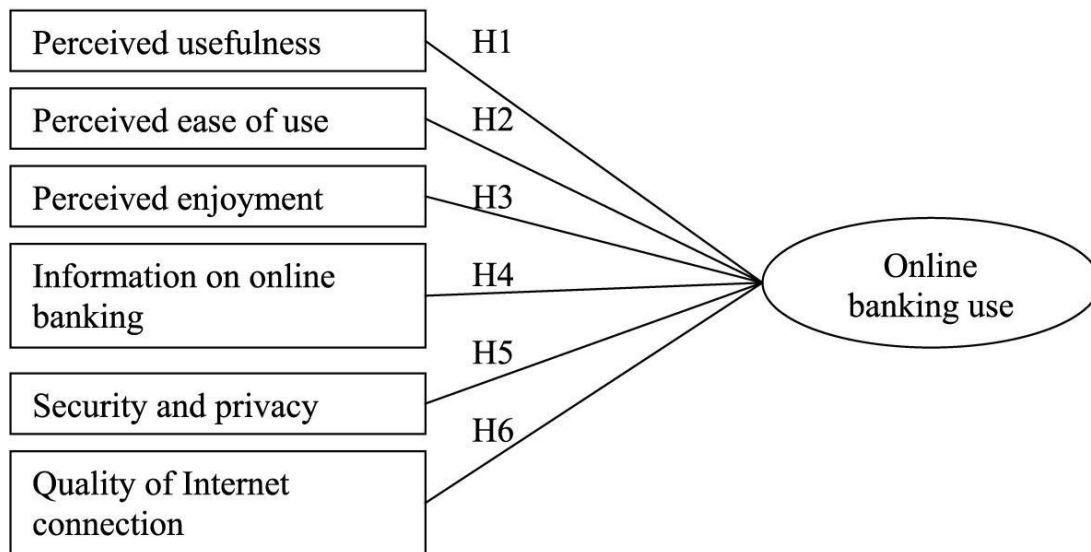 Perceived usefulness
H1
Perceived ease of use
H2
Perceived enjoyment
H3
Information on online
banking
H4
Security and privacy
H5
Quality of Internet
connection
H6
Online
banking use